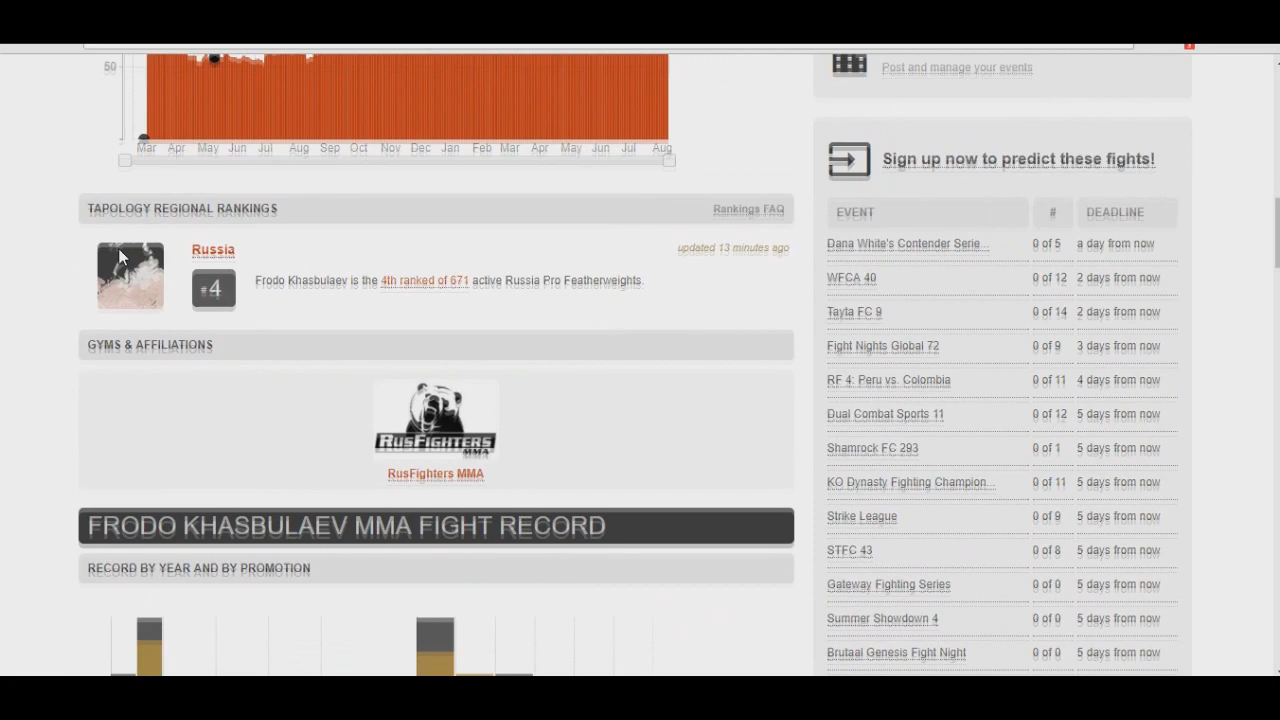 50
Mar Apr May Jun Jul Aug Sep Oct Nov Dec Jan Feb Mar Apr May Jun Jul Aug
TAPOLOGY REGIONAL RANKINGS
Rankings FAQ
Russia
updated 13 minutes ago
#4
Frodo Khasbulaev is the 4th ranked of 671 active Russia Pro Featherweights.
GYMS & AFFILIATIONS
RUSFIGHTERS
MMA
RusFighters MMA
FRODO KHASBULAEV MMA FIGHT RECORD
RECORD BY YEAR AND BY PROMOTION
Post and manage your events
Sign up now to predict these fights!
EVENT # DEADLINE
Dana White's Contender Serie... 0 of 5 a day from now
WFCA 40 0 of 12 2 days from now
Tayta FC 9 0 of 14 2 days from now
Fight Nights Global 72 0 of 9 3 days from now
RF 4: Peru vs. Colombia 0 of 11 4 days from now
Dual Combat Sports 11 0 of 12 5 days from now
Shamrock FC 293 0 of 1 5 days from now
KO Dynasty Fighting Champion... 0 of 11 5 days from now
Strike League 0 of 9 5 days from now
STFC 43 0 of 8 5 days from now
Gateway Fighting Series 0 of 0 5 days from now
Summer Showdown 4 0 of 0 5 days from now
Brutaal Genesis Fight Night 0 of 0 5 days from now